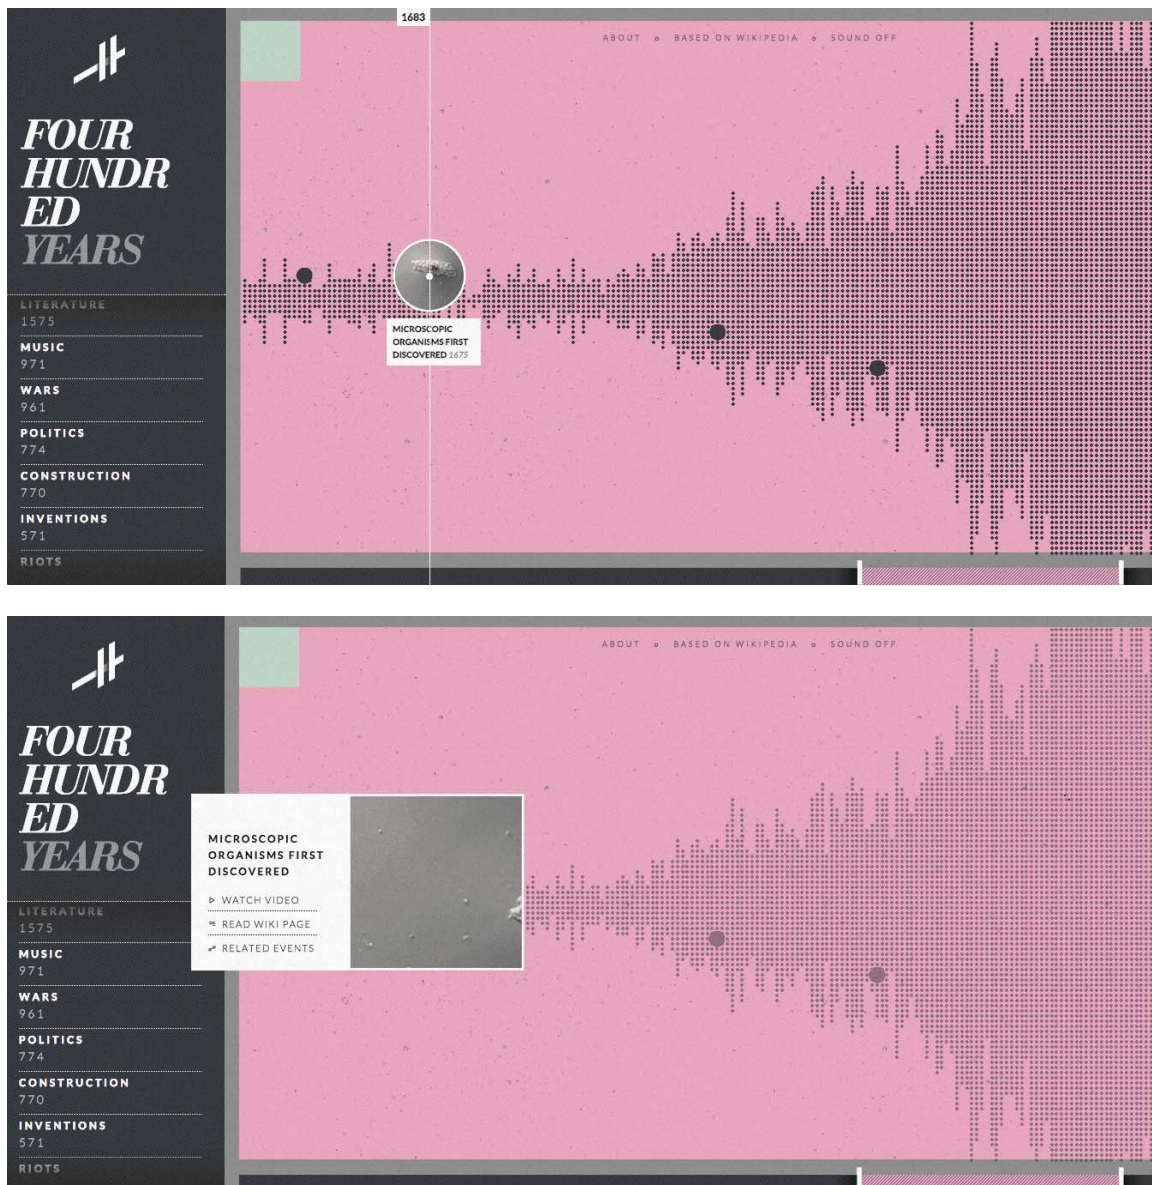 1683
ABOUT BASED ON WIKIPEDIA SOUND OFF
FOUR
HUNDR
ED
YEARS
LITERATURE
1575
MUSIC
971
WARS
961
POLITICS
774
CONSTRUCTION
770
INVENTIONS
571
RIOTS
MICROSCOPIC
ORGANISMS FIRST
DISCOVERED 1675
ABOUT BASED ON WIKIPEDIA SOUND OFF
FOUR
HUNDR
ED
YEARS
LITERATURE
1575
MUSIC
971
WARS
961
POLITICS
774
CONSTRUCTION
770
INVENTIONS
571
RIOTS
MICROSCOPIC
ORGANISMS FIRST
DISCOVERED
WATCH VIDEO
READ WIKI PAGE
RELATED EVENTS